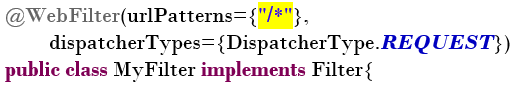 @WebFilter(urlPatterns={"/*"},
dispatcherTypes={DispatcherType.REQUEST})
public class MyFilter implements Filter{